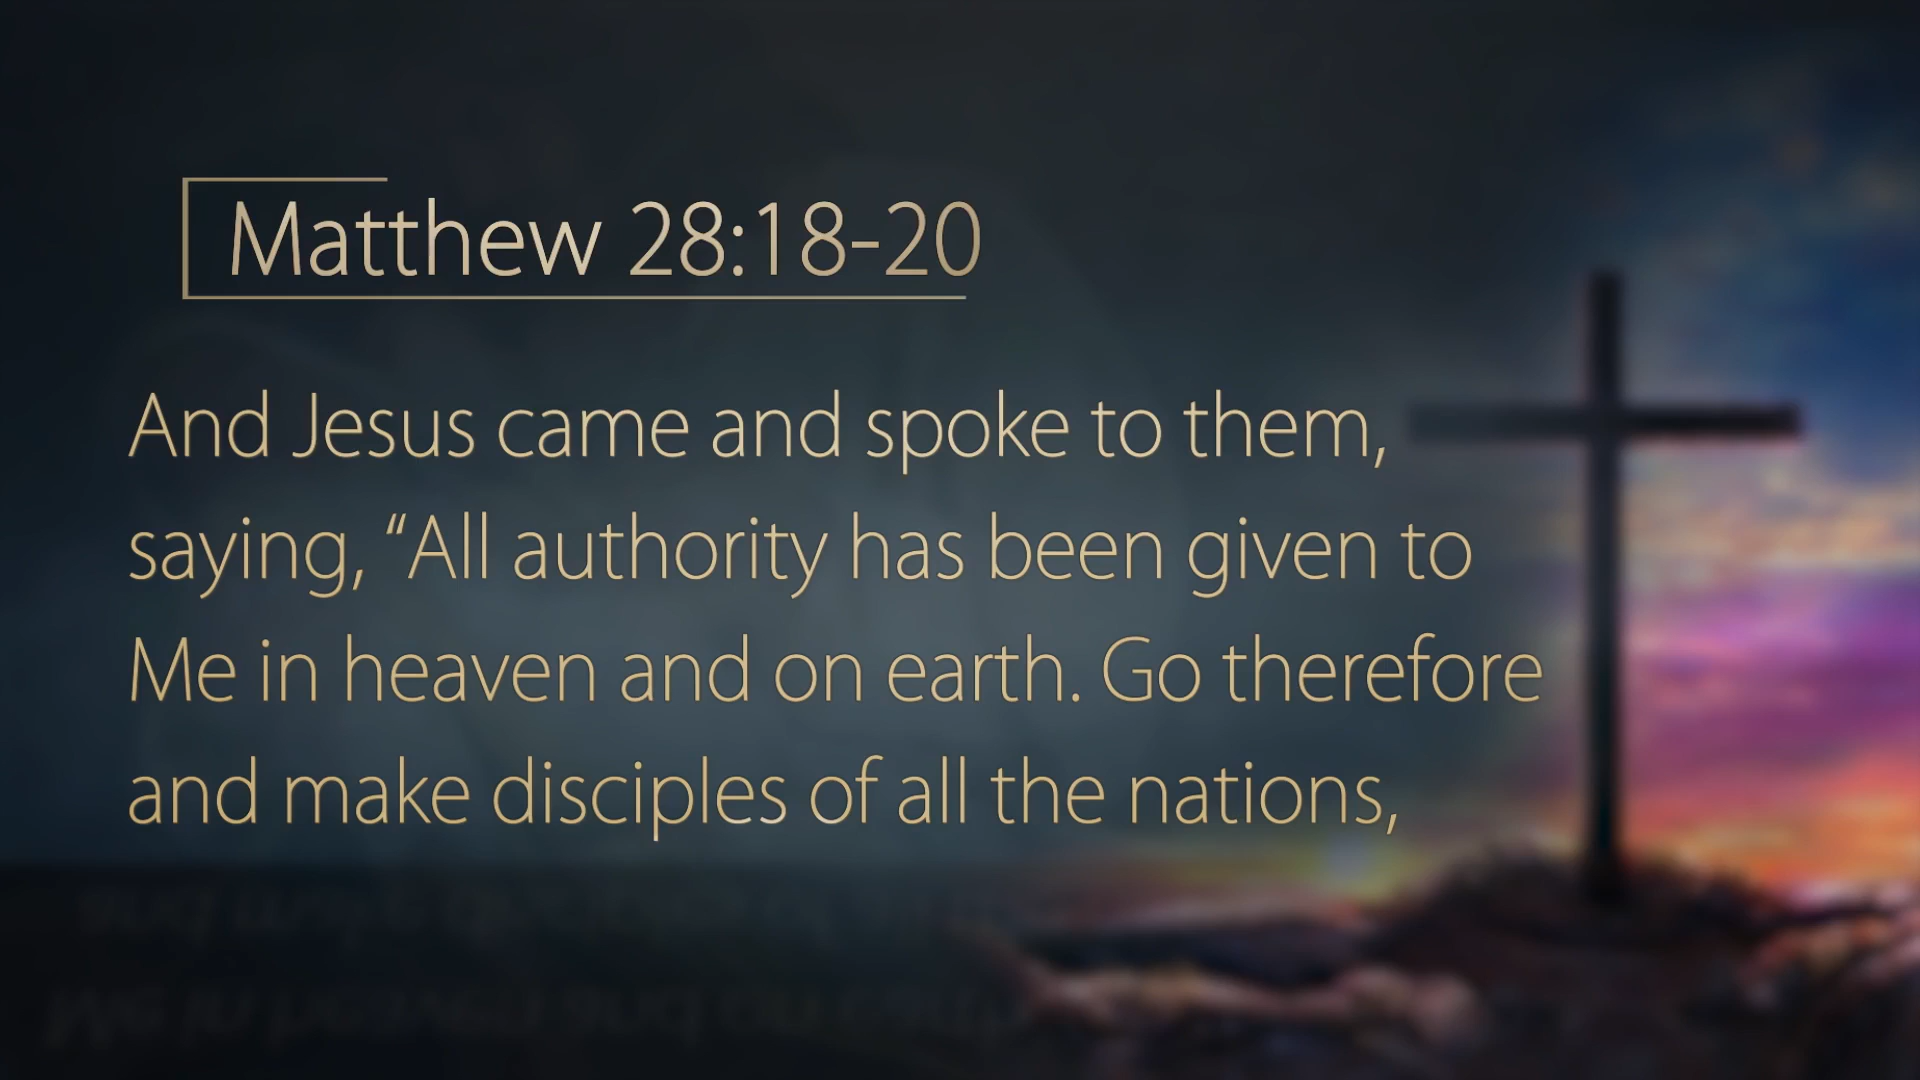 Matthew 28:18-20
And Jesus came and spoke to them,
saying, “All authority has been given to
Me in heaven and on earth. Go therefore
and make disciples of all the nations,